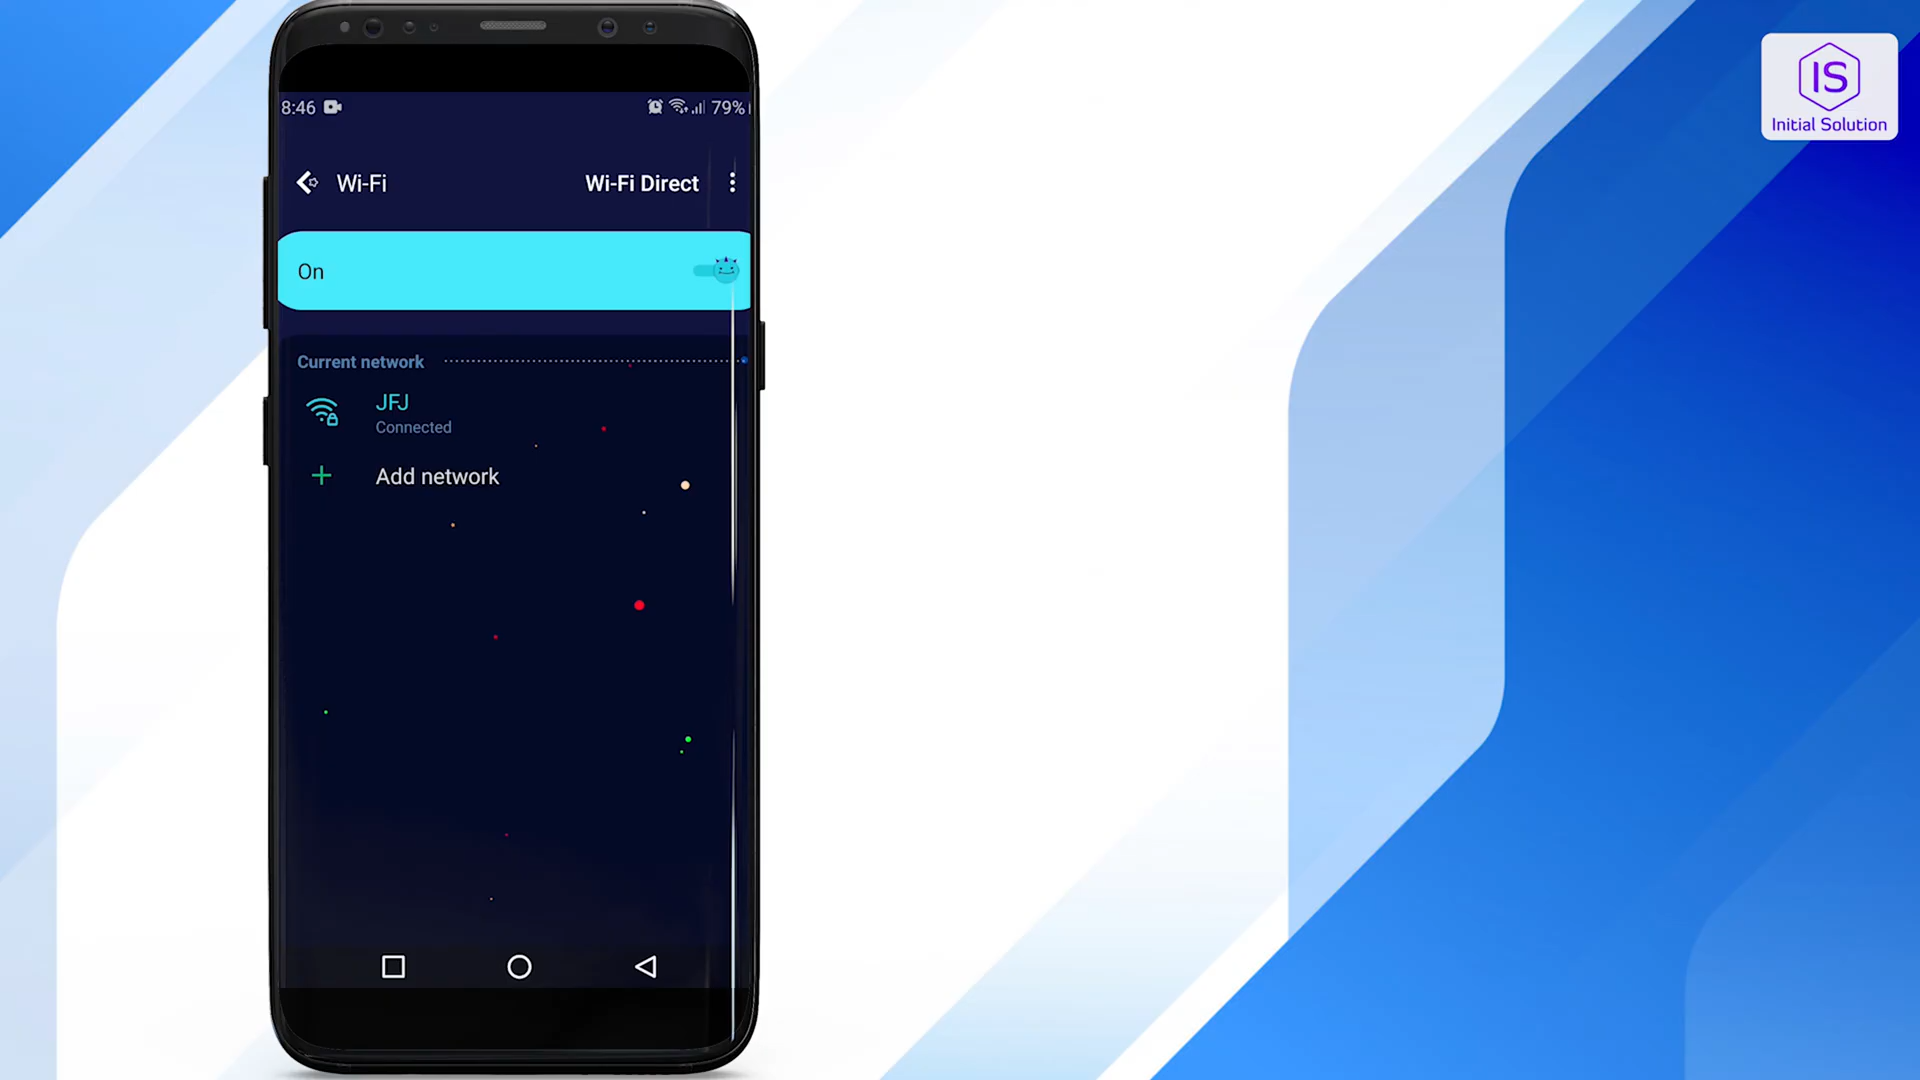 8:46
79%
Wi-Fi
Wi-Fi Direct
On
Current network
JFJ
Connected
Add network
IS
Initial Solution